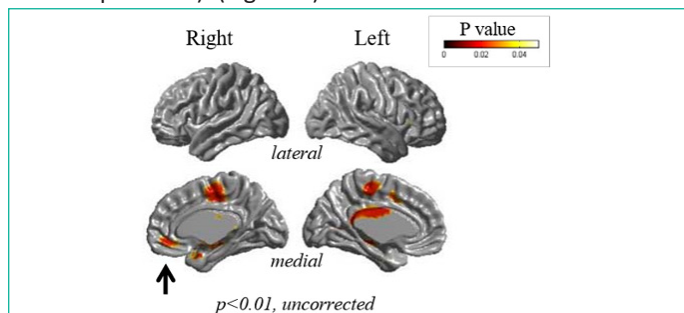 Right Left
P value
0 0.02 0.04
lateral
medial
p<0.01, uncorrected